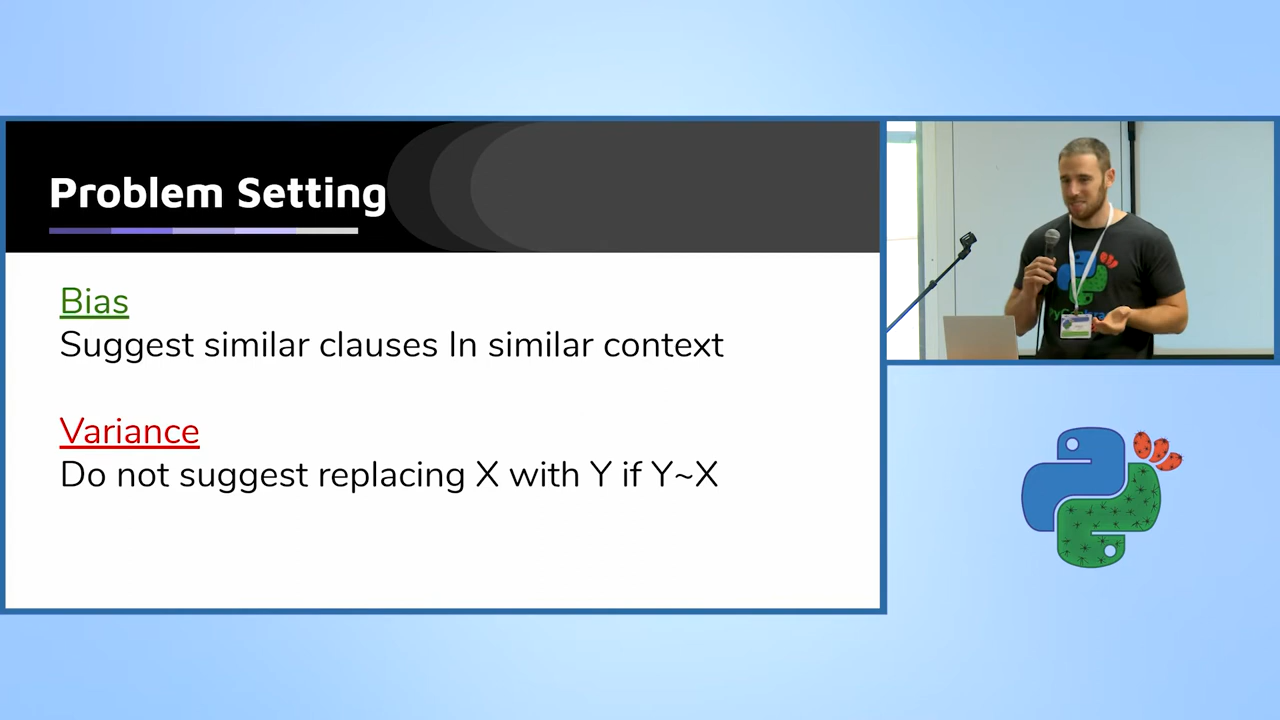 Problem Setting
Bias
Suggest similar clauses In similar context
Variance
Do not suggest replacing X with Y if Y~X